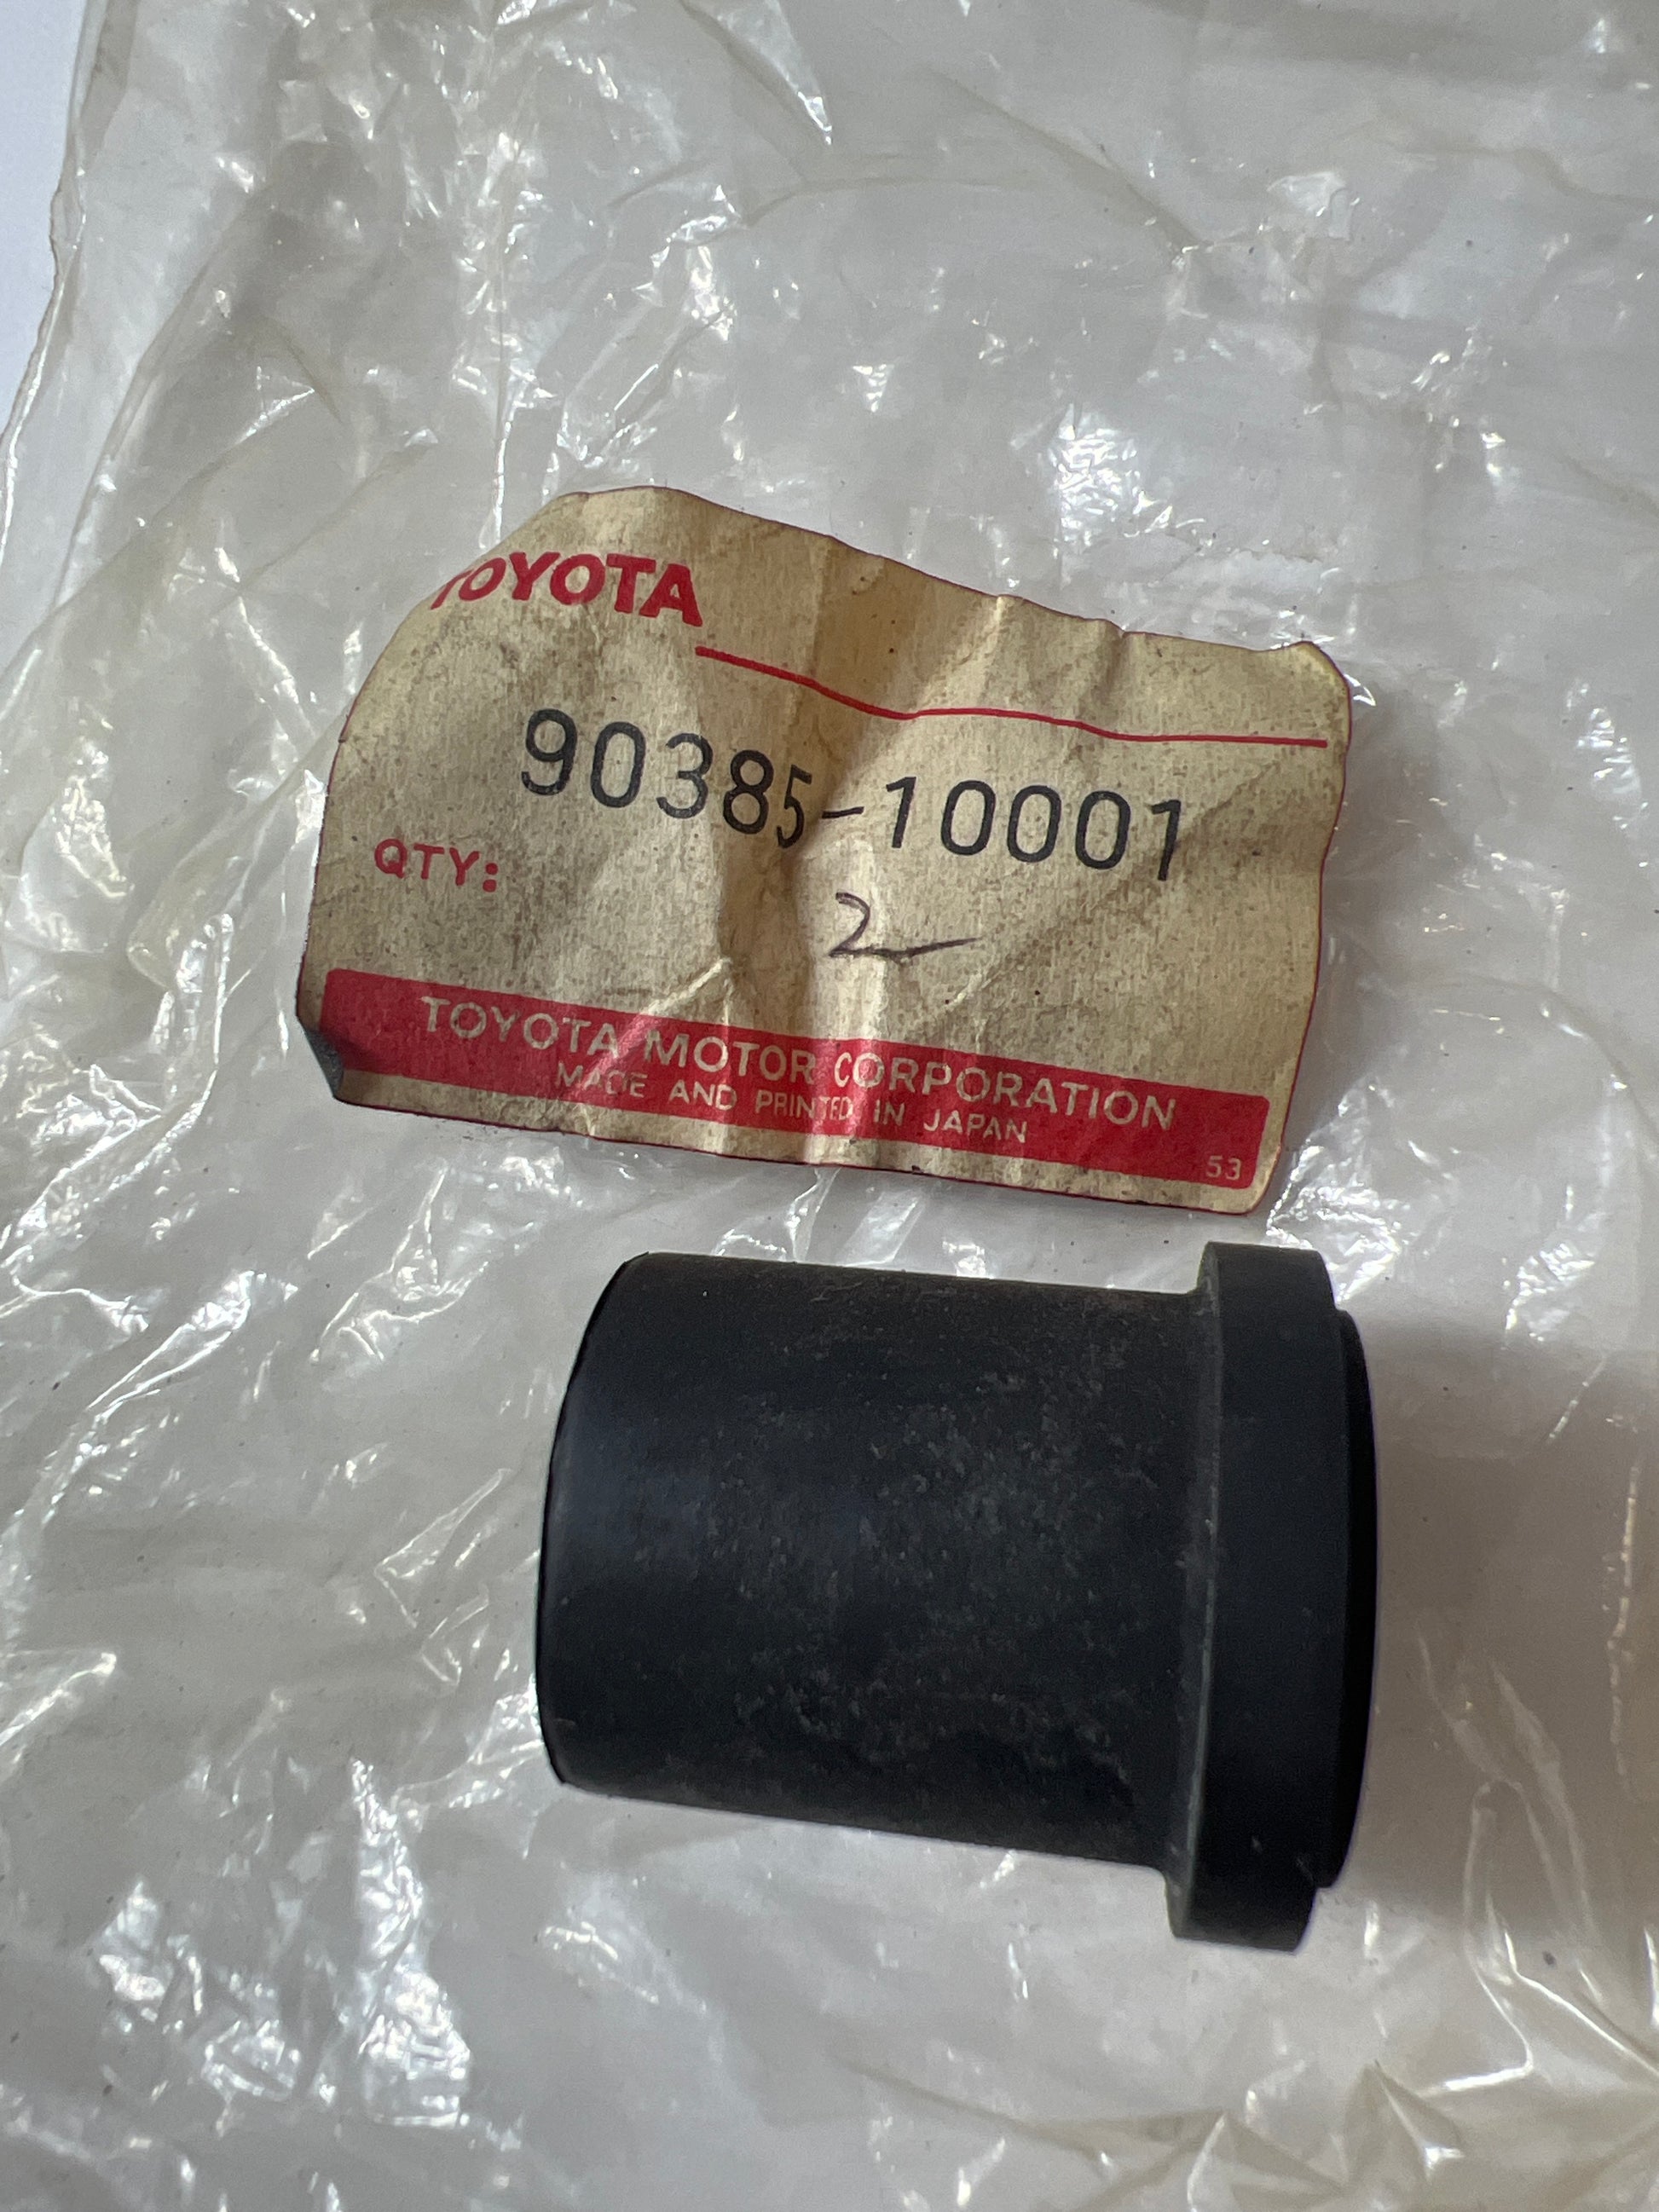 TOYOTA
90385-10001
QTY:
2
TOYOTA MOTOR CORPORATION
MADE AND PRINTED IN JAPAN
53